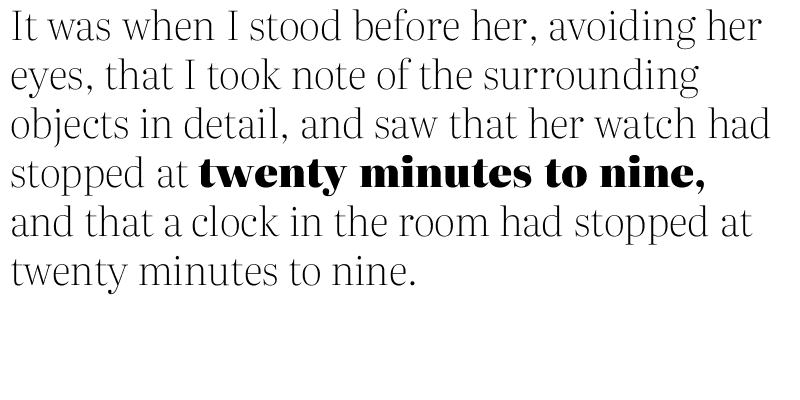 It was when I stood before her, avoiding her
eyes, that I took note of the surrounding
objects in detail, and saw that her watch had
stopped at twenty minutes to nine,
and that a clock in the room had stopped at
twenty minutes to nine.